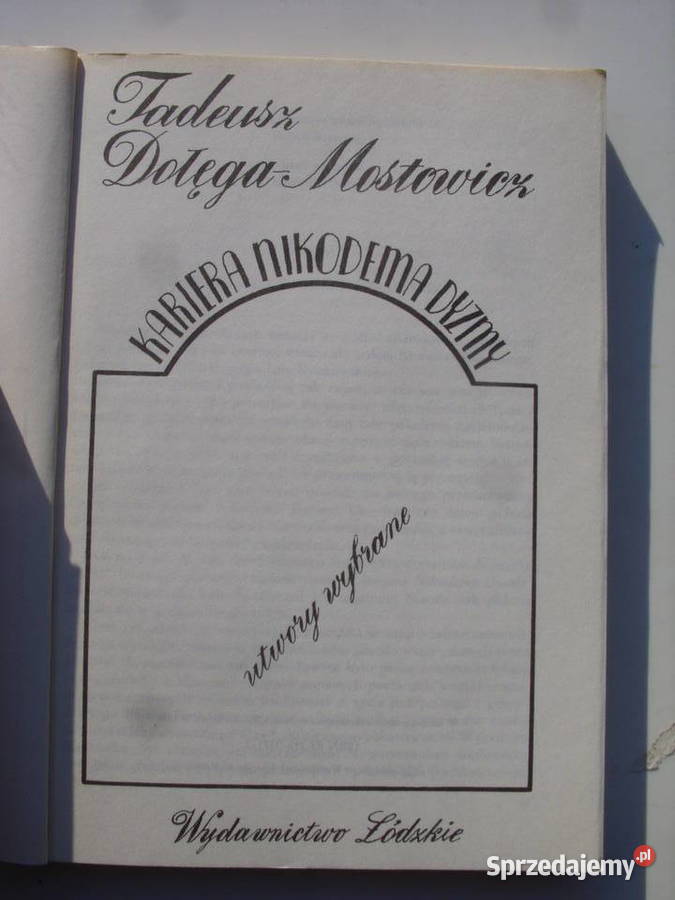 Tadeusz
Dołęga-Mostowicz
KARIERA NIKODEMA DYZMY
utwory wybrane
Wydawnictwo Łódzkie
Sprzedajemy.pl